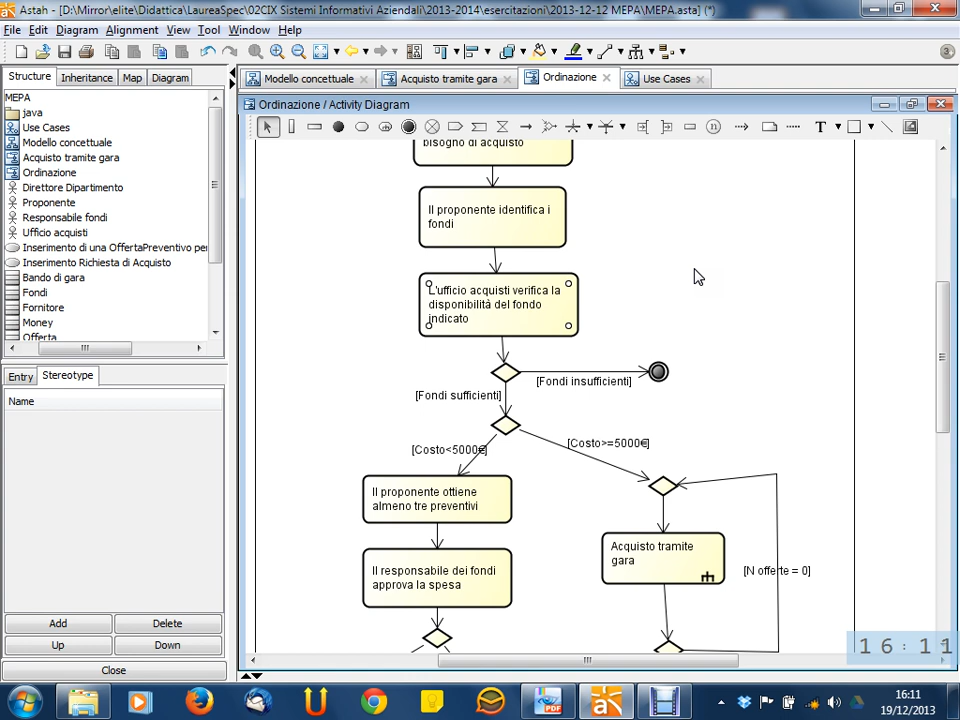 Astah - [D:\Mirror\elite\Didattica\LaureaSpec\02CIX Sistemi Informativi Aziendali\2013-2014\esercitazioni\2013-12-12 MEPA\MEPA.asta] (*)
File Edit Diagram Alignment View Tool Window Help
3
Structure Inheritance Map Diagram
Modello concettuale Acquisto tramite gara Ordinazione Use Cases
MEPA
java
Use Cases
Modello concettuale
Acquisto tramite gara
Ordinazione
Direttore Dipartimento
Proponente
Responsabile fondi
Ufficio acquisti
Inserimento di una OffertaPreventivo per
Inserimento Richiesta di Acquisto
Bando di gara
Fondi
Fornitore
Money
Offerta
Entry Stereotype
Name
Add Delete
Up Down
Close
Ordinazione / Activity Diagram
bisogno di acquisto
Il proponente identifica i
fondi
L'ufficio acquisti verifica la
disponibilità del fondo
indicato
[Fondi insufficienti]
[Fondi sufficienti]
[Costo<5000€]
[Costo>=5000€]
Il proponente ottiene
almeno tre preventivi
Il responsabile dei fondi
approva la spesa
Acquisto tramite
gara
[N offerte = 0]
16:11
PDF
16:11
19/12/2013